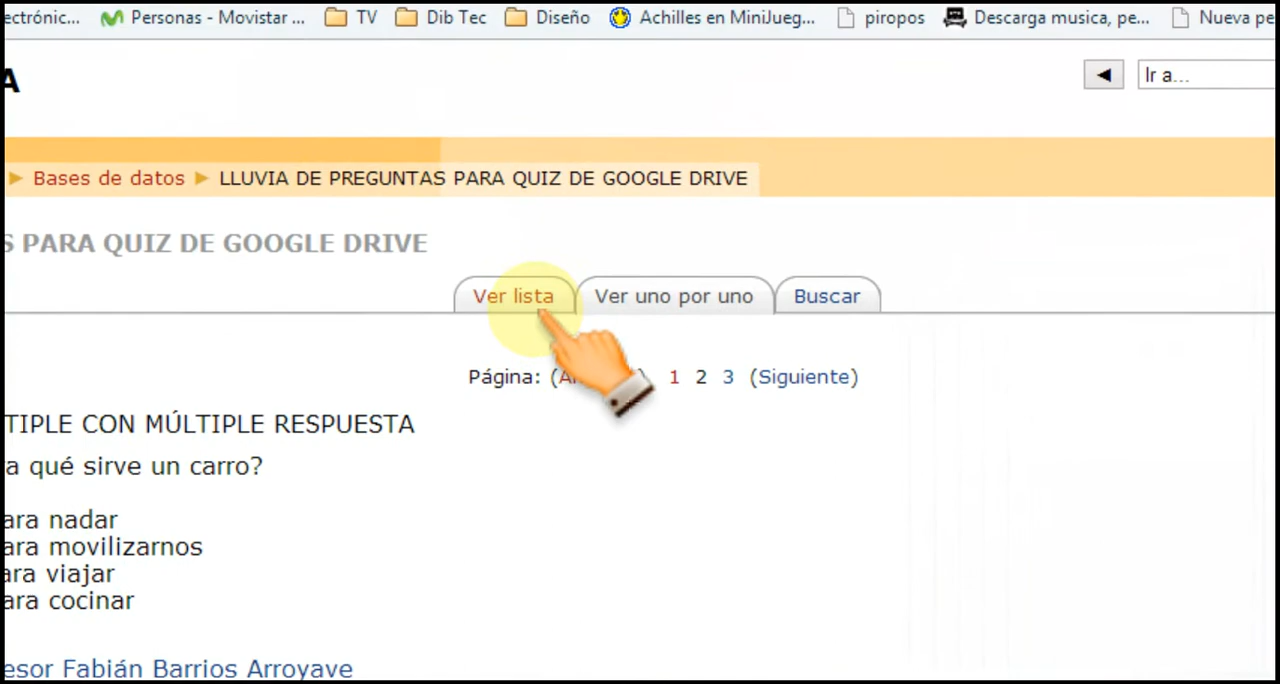 Personas - Movistar ... TV Dib Tec Diseño Achilles en MiniJueg... piropos Descarga musica, pe... Nueva pe
A
Ir a...
Bases de datos LLUVIA DE PREGUNTAS PARA QUIZ DE GOOGLE DRIVE
S PARA QUIZ DE GOOGLE DRIVE
Ver lista Ver uno por uno Buscar
Página: 1 2 3 (Siguiente)
TIPLE CON MÚLTIPLE RESPUESTA
a qué sirve un carro?
ara nadar
ara movilizarnos
ara viajar
ara cocinar
esor Fabián Barrios Arroyave